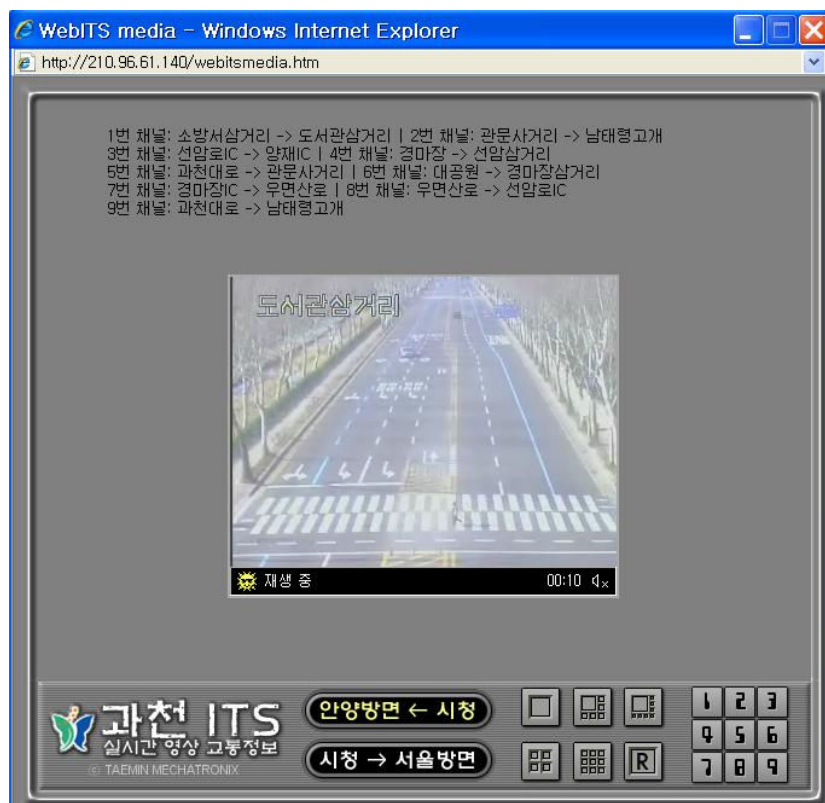 WebITS media - Windows Internet Explorer
http://210.96.61.140/webitsmedia.htm
1번 채널: 소방서삼거리 -> 도서관삼거리 | 2번 채널: 관문사거리 -> 남태령고개
3번 채널: 선암로IC -> 양재IC | 4번 채널: 경마장 -> 선암삼거리
5번 채널: 과천대로 -> 관문사거리 | 6번 채널: 대공원 -> 경마장삼거리
7번 채널: 경마장IC -> 우면산로 | 8번 채널: 우면산로 -> 선암로IC
9번 채널: 과천대로 -> 남태령고개
도서관삼거리
재생 중 00:10
과천 ITS
실시간 영상 교통정보
© TAEMIN MECHATRONIX
안양방면 ← 시청
시청 → 서울방면
R
1 2 3
4 5 6
7 8 9